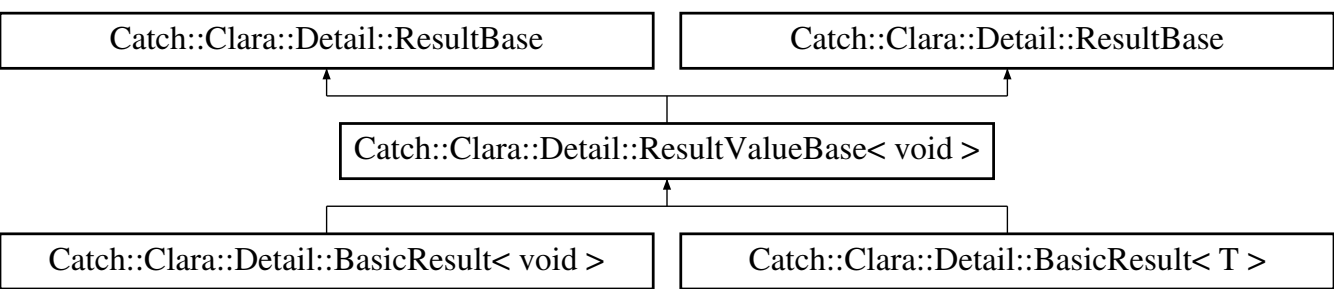 Catch::Clara::Detail::ResultBase
Catch::Clara::Detail::ResultBase
Catch::Clara::Detail::ResultValueBase< void >
Catch::Clara::Detail::BasicResult< void >
Catch::Clara::Detail::BasicResult< T >